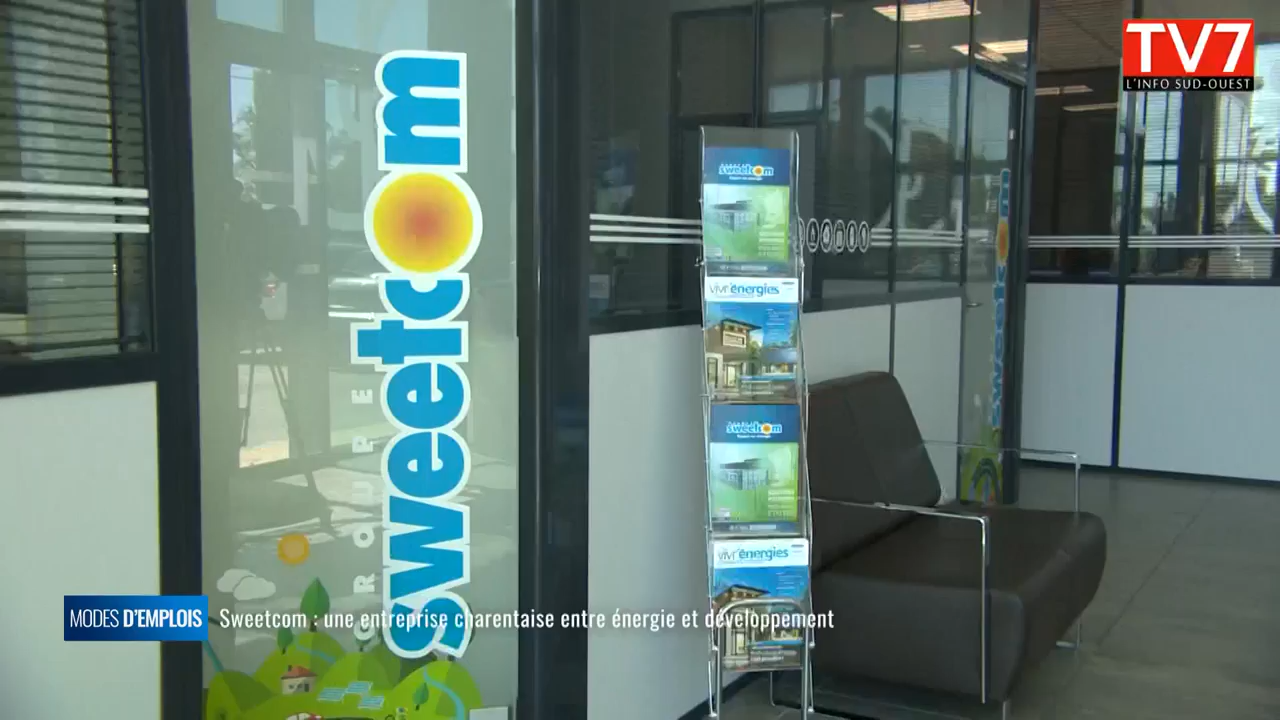 TV7
L'INFO SUD-OUEST
GROUPE
sweetcom
sweetcom
vivr'énergies
sweetcom
vivr'énergies
sweetcom
MODES D'EMPLOIS
Sweetcom : une entreprise charentaise entre énergie et développement